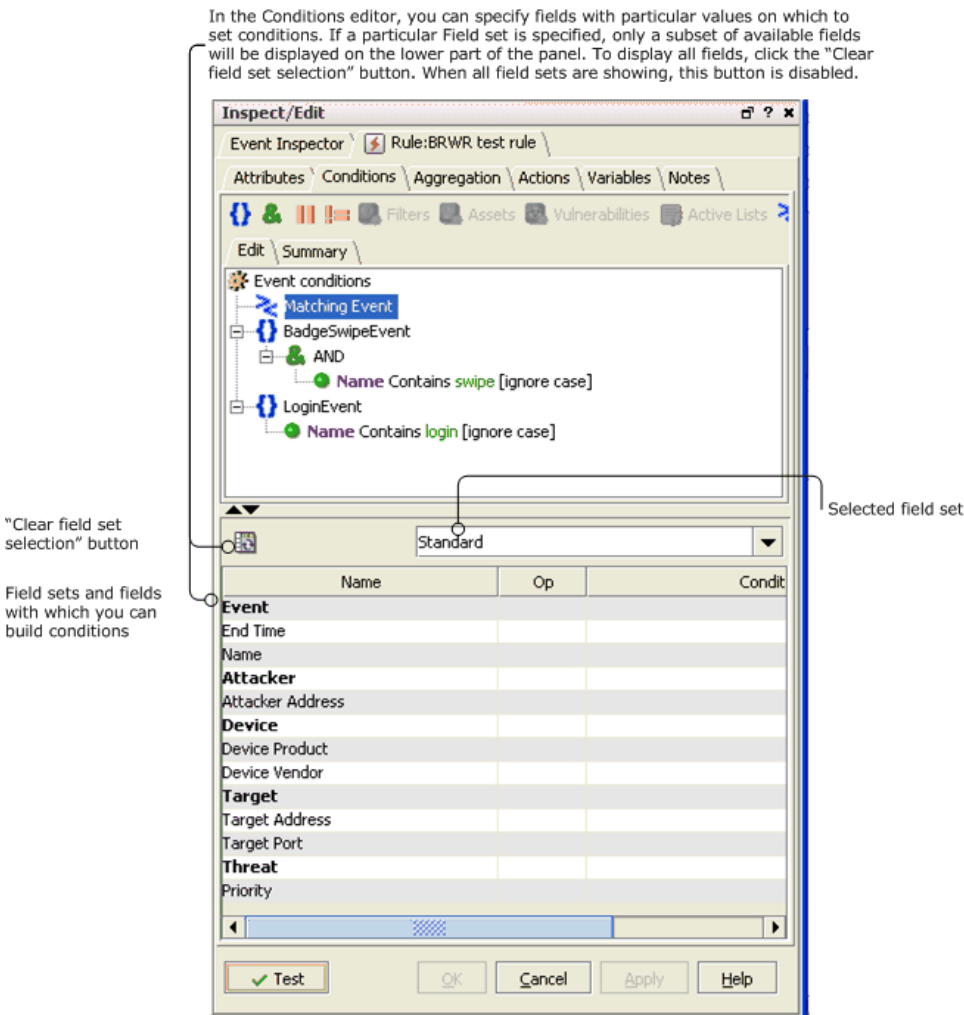 In the Conditions editor, you can specify fields with particular values on which to
set conditions. If a particular Field set is specified, only a subset of available fields
will be displayed on the lower part of the panel. To display all fields, click the “Clear
field set selection” button. When all field sets are showing, this button is disabled.
Inspect/Edit
Event Inspector Rule:BRWR test rule
Attributes Conditions Aggregation Actions Variables Notes
Filters Assets Vulnerabilities Active Lists
Edit Summary
Event conditions
Matching Event
BadgeSwipeEvent
AND
Name Contains swipe [ignore case]
LoginEvent
Name Contains login [ignore case]
Selected field set
“Clear field set
selection” button
Standard
Field sets and fields
with which you can
build conditions
Name Op Condit
Event
End Time
Name
Attacker
Attacker Address
Device
Device Product
Device Vendor
Target
Target Address
Target Port
Threat
Priority
Test OK Cancel Apply Help